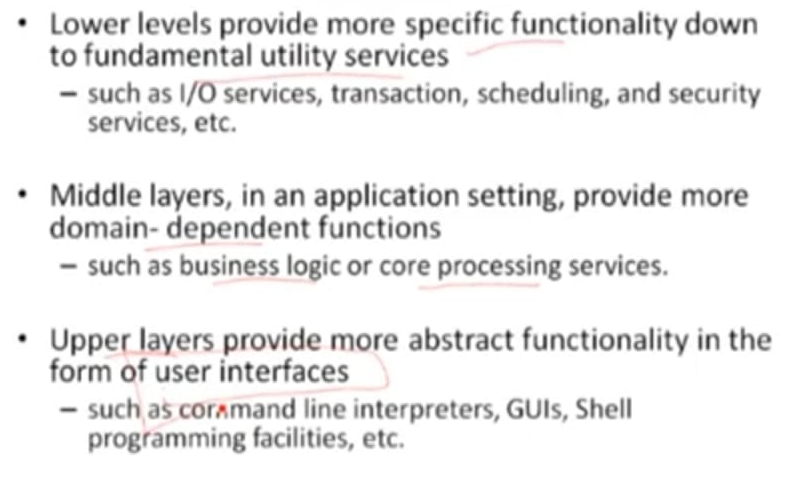 • Lower levels provide more specific functionality down
to fundamental utility services
– such as I/O services, transaction, scheduling, and security
services, etc.
• Middle layers, in an application setting, provide more
domain- dependent functions
– such as business logic or core processing services.
• Upper layers provide more abstract functionality in the
form of user interfaces
– such as command line interpreters, GUIs, Shell
programming facilities, etc.